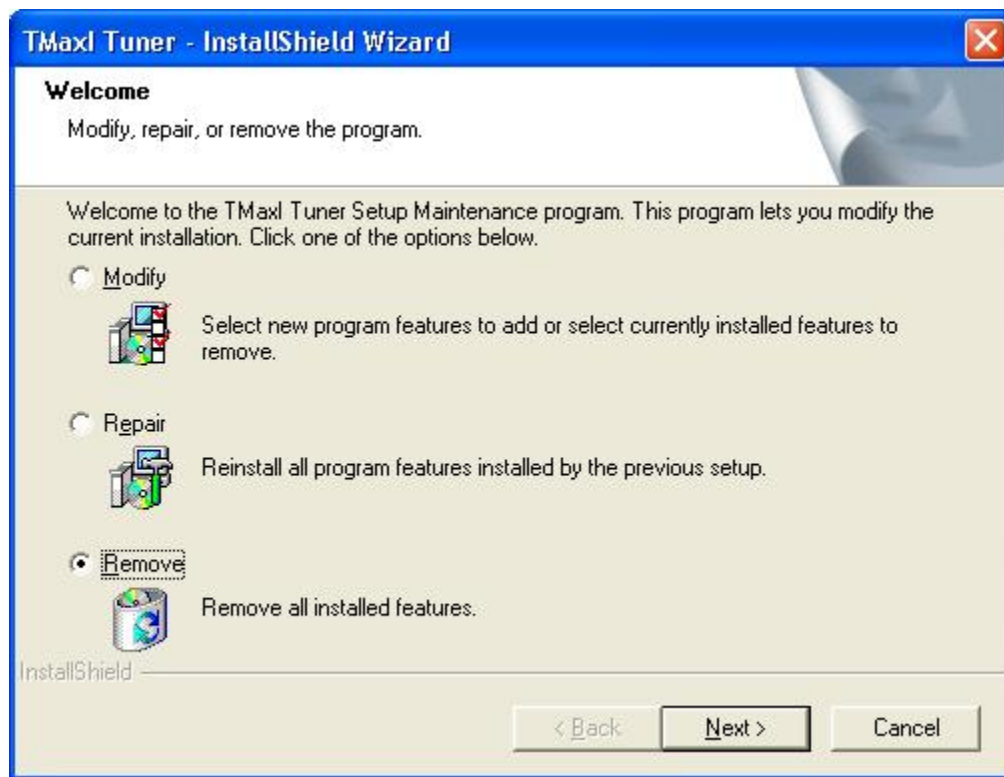 TMaxI Tuner - InstallShield Wizard
Welcome
Modify, repair, or remove the program.
Welcome to the TMaxI Tuner Setup Maintenance program. This program lets you modify the
current installation. Click one of the options below.
Modify
Select new program features to add or select currently installed features to
remove.
Repair
Reinstall all program features installed by the previous setup.
Remove
Remove all installed features.
InstallShield
< Back
Next >
Cancel